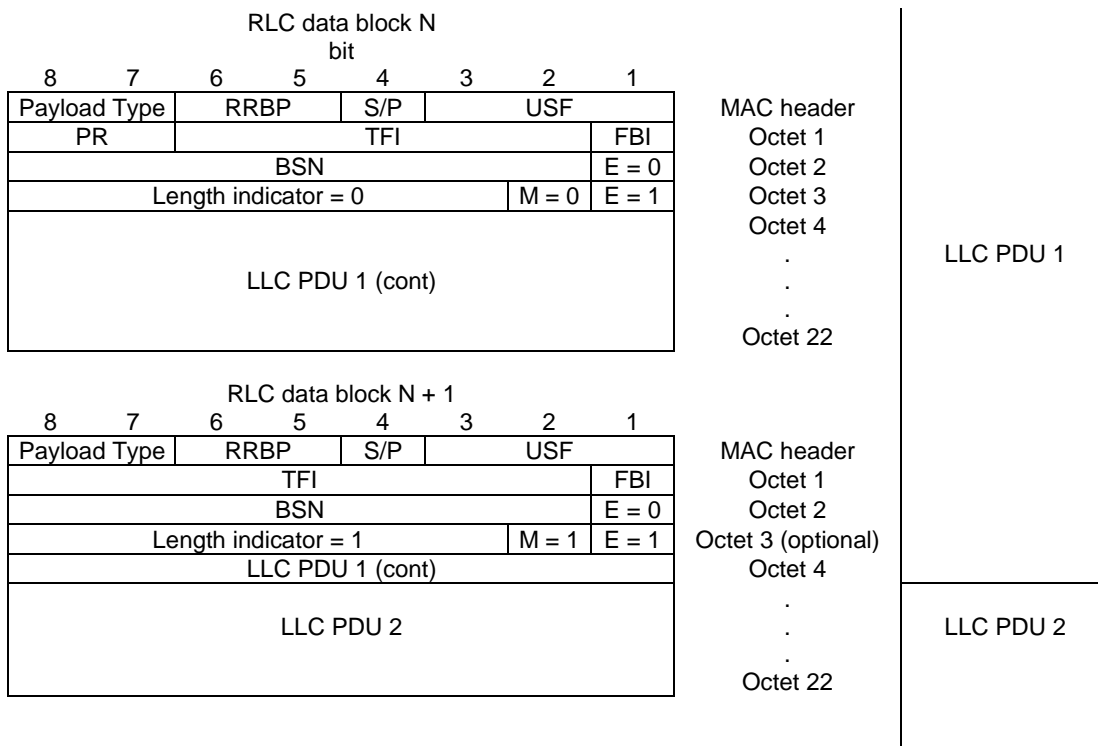 RLC data block N
bit
8 7 6 5 4 3 2 1
Payload Type RRBP S/P USF MAC header
PR TFI FBI Octet 1
BSN E = 0 Octet 2
Length indicator = 0 M = 0 E = 1 Octet 3
Octet 4
.
LLC PDU 1 (cont) . LLC PDU 1
.
Octet 22
RLC data block N + 1
8 7 6 5 4 3 2 1
Payload Type RRBP S/P USF MAC header
TFI FBI Octet 1
BSN E = 0 Octet 2
Length indicator = 1 M = 1 E = 1 Octet 3 (optional)
LLC PDU 1 (cont) Octet 4
.
LLC PDU 2 . LLC PDU 2
.
Octet 22